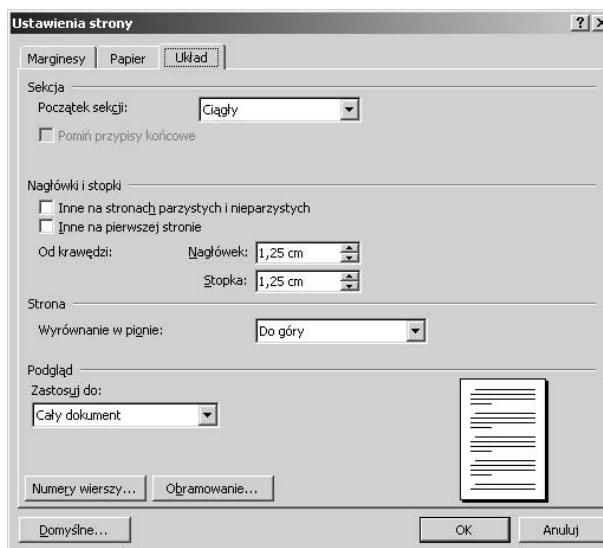 Ustawienia strony
Marginesy Papier Układ
Sekcja
Początek sekcji: Ciągły
Pomiń przypisy końcowe
Nagłówki i stopki
Inne na stronach parzystych i nieparzystych
Inne na pierwszej stronie
Od krawędzi: Nagłówek: 1,25 cm
Stopka: 1,25 cm
Strona
Wyrównanie w pionie: Do góry
Podgląd
Zastosuj do:
Cały dokument
Numery wierszy... Obramowanie...
Domyślne... OK Anuluj